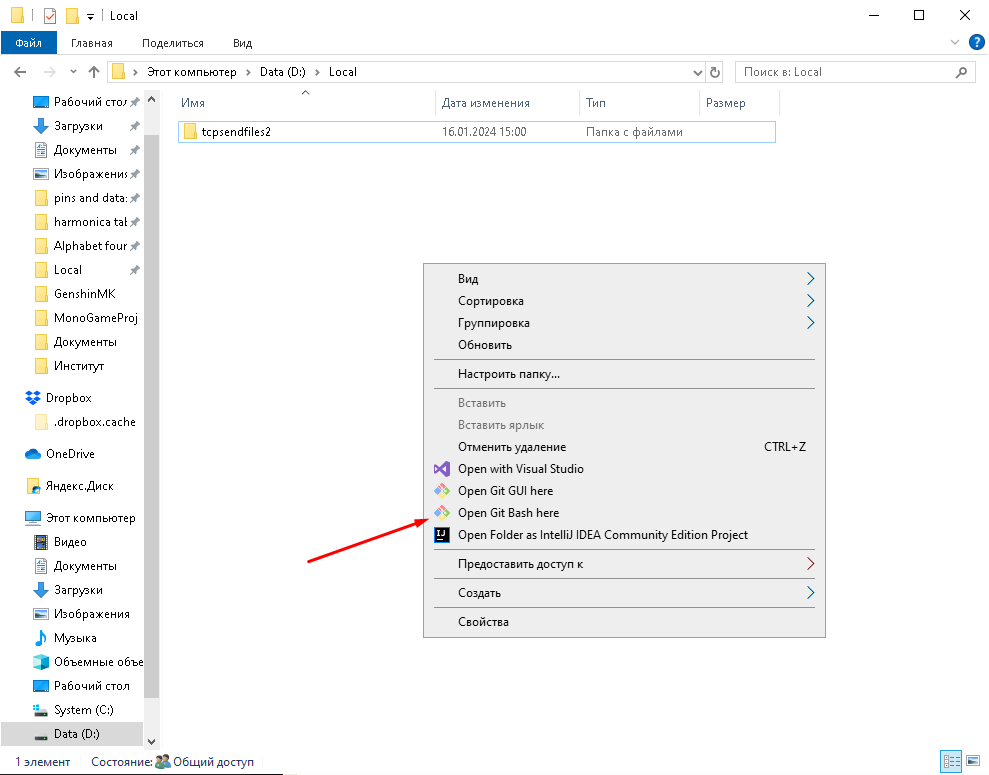 Local
Файл Главная Поделиться Вид
Этот компьютер Data (D:) Local
Поиск в: Local
Имя Дата изменения Тип Размер
tcpsendfiles2 16.01.2024 15:00 Папка с файлами
Рабочий стол
Загрузки
Документы
Изображения
pins and data:
harmonica tab
Alphabet four
Local
GenshinMK
MonoGameProj
Документы
Институт
Dropbox
.dropbox.cache
OneDrive
Яндекс.Диск
Этот компьютер
Видео
Документы
Загрузки
Изображения
Музыка
Объемные объе
Рабочий стол
System (C:)
Data (D:)
Вид
Сортировка
Группировка
Обновить
Настроить папку...
Вставить
Вставить ярлык
Отменить удаление CTRL+Z
Open with Visual Studio
Open Git GUI here
Open Git Bash here
Open Folder as IntelliJ IDEA Community Edition Project
Предоставить доступ к
Создать
Свойства
1 элемент Состояние: Общий доступ